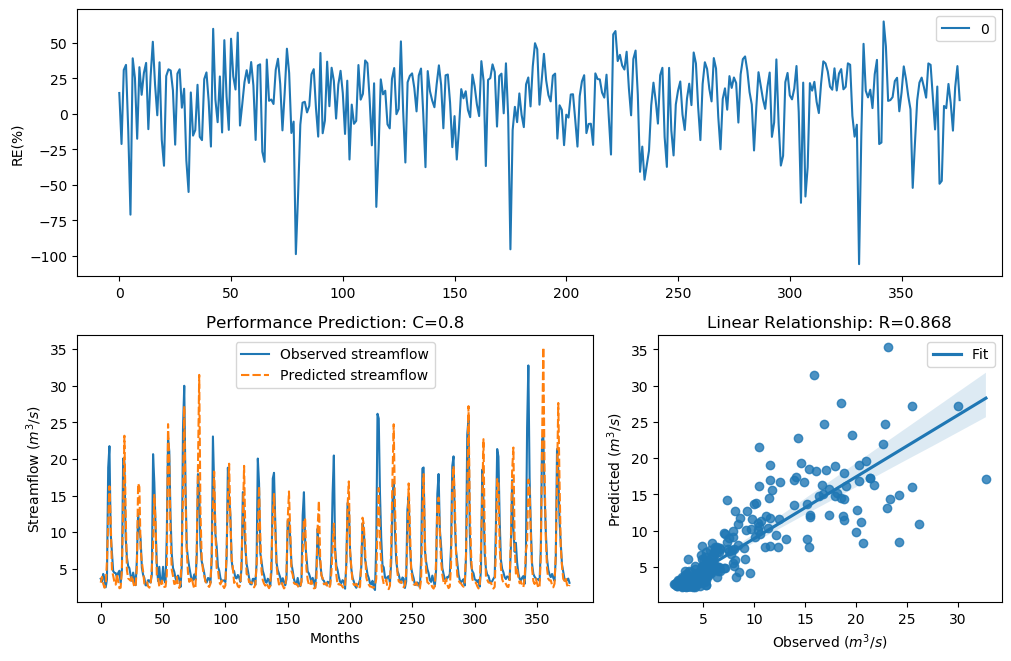 RE(%)
50
25
0
−25
−50
−75
−100
0
0 50 100 150 200 250 300 350
Performance Prediction: C=0.8
Streamflow (m³/s)
35
30
25
20
15
10
5
Observed streamflow
Predicted streamflow
0 50 100 150 200 250 300 350
Months
Linear Relationship: R=0.868
Predicted (m³/s)
35
30
25
20
15
10
5
Fit
5 10 15 20 25 30
Observed (m³/s)